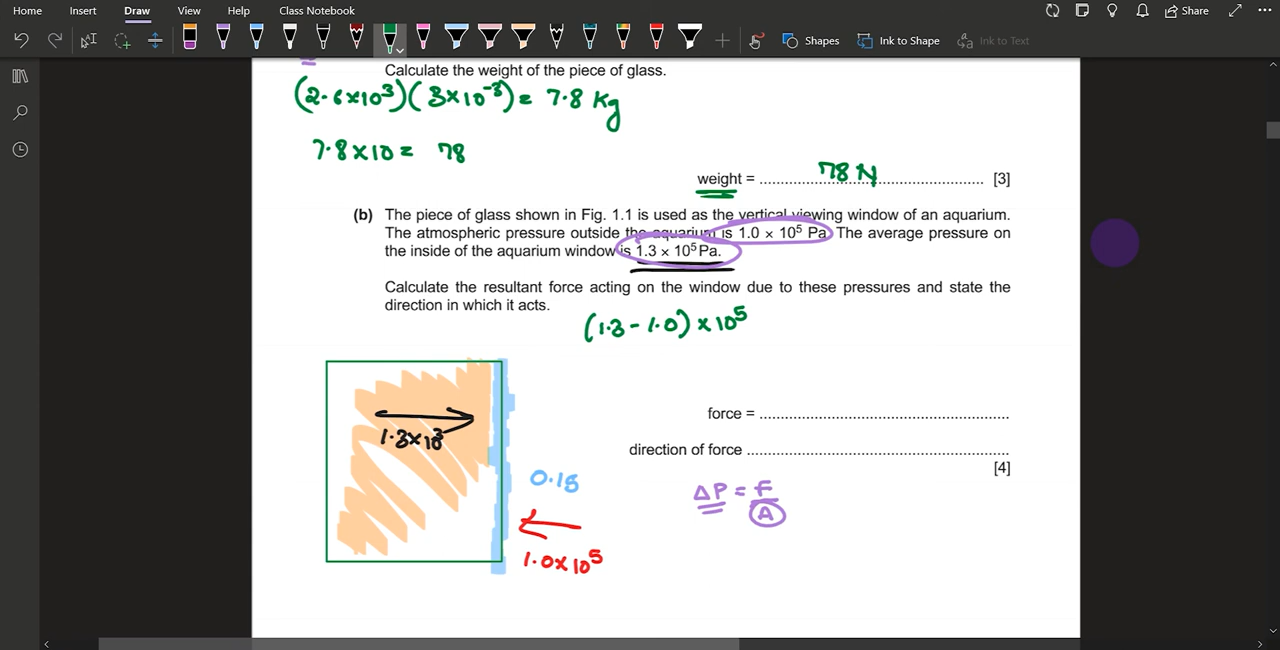 Home Insert Draw View Help Class Notebook Share
Shapes Ink to Shape Ink to Text
Calculate the weight of the piece of glass.
(2.6×10³)(3×10⁻³) = 7.8 Kg
7.8×10 = 78
weight = ........................................................ [3]
78 N
(b) The piece of glass shown in Fig. 1.1 is used as the vertical viewing window of an aquarium.
The atmospheric pressure outside the aquarium is 1.0 × 10⁵ Pa. The average pressure on
the inside of the aquarium window is 1.3 × 10⁵ Pa.
Calculate the resultant force acting on the window due to these pressures and state the
direction in which it acts.
(1.3 - 1.0) × 10⁵
force = ...............................................................
1.3×10
direction of force .................................................................
[4]
0.18
ΔP = F
A
1.0×10⁵